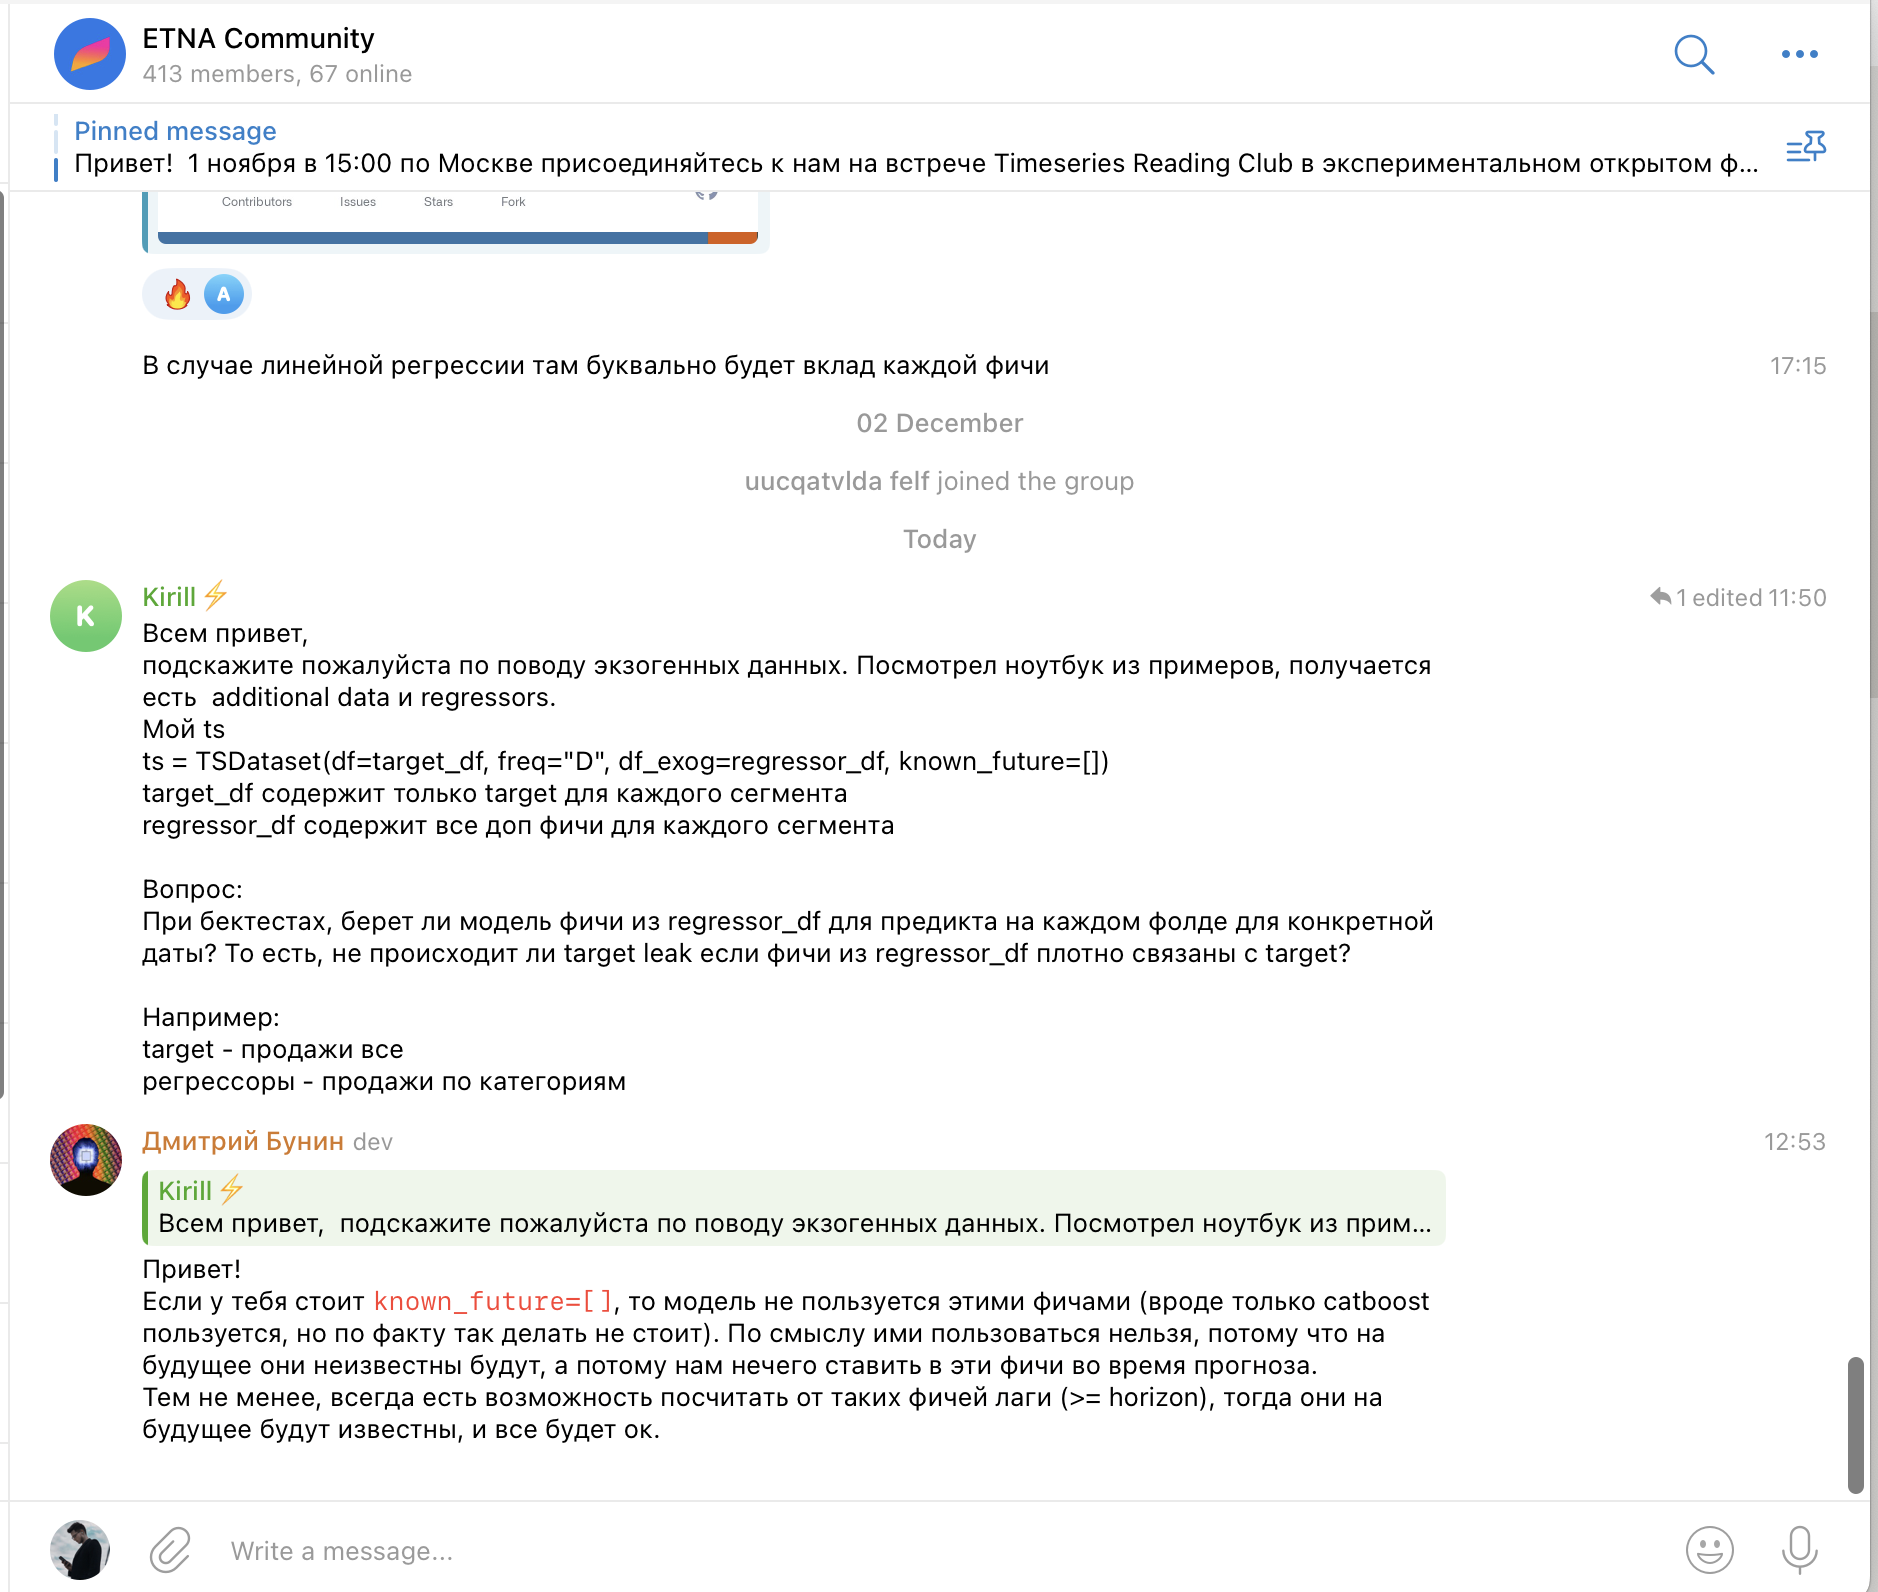 ETNA Community
413 members, 67 online
Pinned message
Привет!  1 ноября в 15:00 по Москве присоединяйтесь к нам на встрече Timeseries Reading Club в экспериментальном открытом ф...
Contributors Issues Stars Fork
A
В случае линейной регрессии там буквально будет вклад каждой фичи 17:15
02 December
uucqatvlda felf joined the group
Today
K
Kirill⚡ 1 edited 11:50
Всем привет,
подскажите пожалуйста по поводу экзогенных данных. Посмотрел ноутбук из примеров, получается
есть  additional data и regressors.
Мой ts
ts = TSDataset(df=target_df, freq="D", df_exog=regressor_df, known_future=[])
target_df содержит только target для каждого сегмента
regressor_df содержит все доп фичи для каждого сегмента
Вопрос:
При бектестах, берет ли модель фичи из regressor_df для предикта на каждом фолде для конкретной
даты? То есть, не происходит ли target leak если фичи из regressor_df плотно связаны с target?
Например:
target - продажи все
регрессоры - продажи по категориям
Дмитрий Бунин dev 12:53
Kirill⚡
Всем привет,  подскажите пожалуйста по поводу экзогенных данных. Посмотрел ноутбук из прим...
Привет!
Если у тебя стоит known_future=[], то модель не пользуется этими фичами (вроде только catboost
пользуется, но по факту так делать не стоит). По смыслу ими пользоваться нельзя, потому что на
будущее они неизвестны будут, а потому нам нечего ставить в эти фичи во время прогноза.
Тем не менее, всегда есть возможность посчитать от таких фичей лаги (>= horizon), тогда они на
будущее будут известны, и все будет ок.
Write a message...